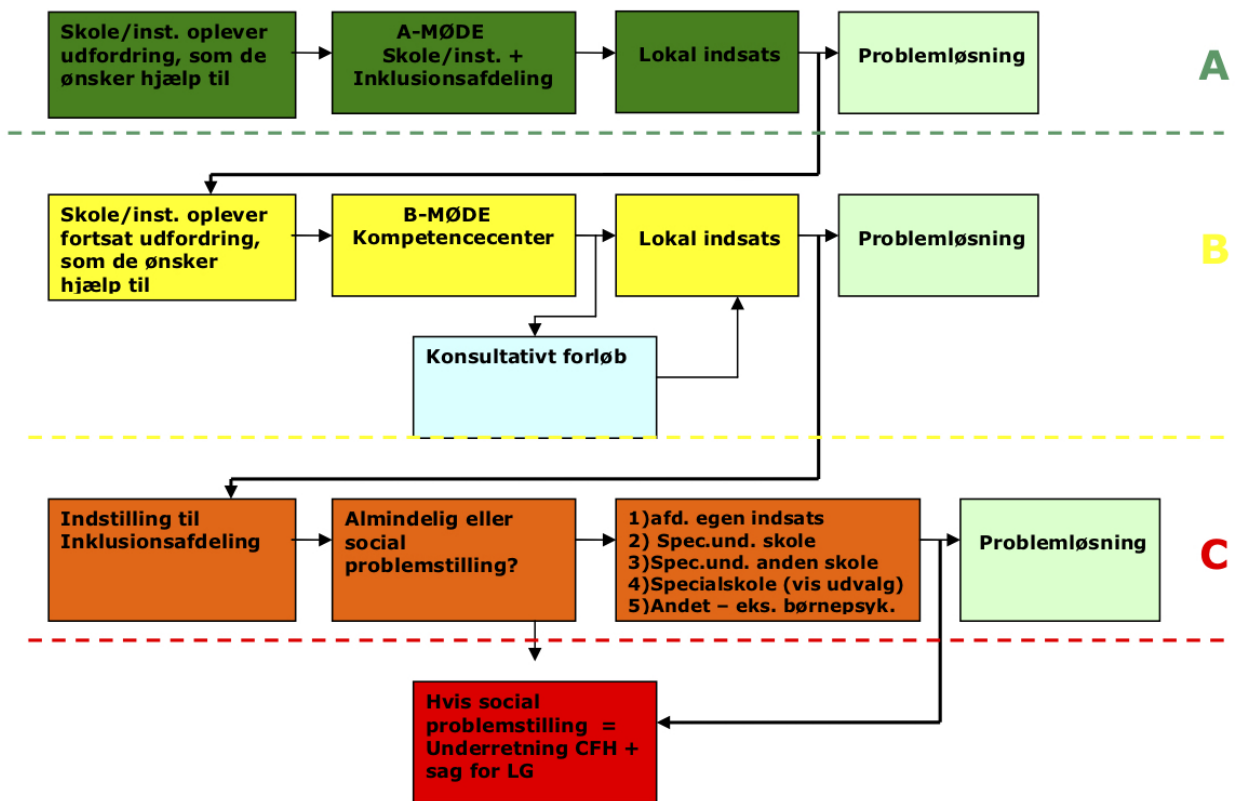 Skole/inst. oplever
udfordring, som de
ønsker hjælp til
A-MØDE
Skole/inst. +
Inklusionsafdeling
Lokal indsats
Problemløsning
A
Skole/inst. oplever
fortsat udfordring,
som de ønsker
hjælp til
B-MØDE
Kompetencecenter
Lokal indsats
Problemløsning
B
Konsultativt forløb
Indstilling til
Inklusionsafdeling
Almindelig eller
social
problemstilling?
1)afd. egen indsats
2) Spec.und. skole
3)Spec.und. anden skole
4)Specialskole (vis udvalg)
5)Andet – eks. børnepsyk.
Problemløsning
C
Hvis social
problemstilling =
Underretning CFH +
sag for LG